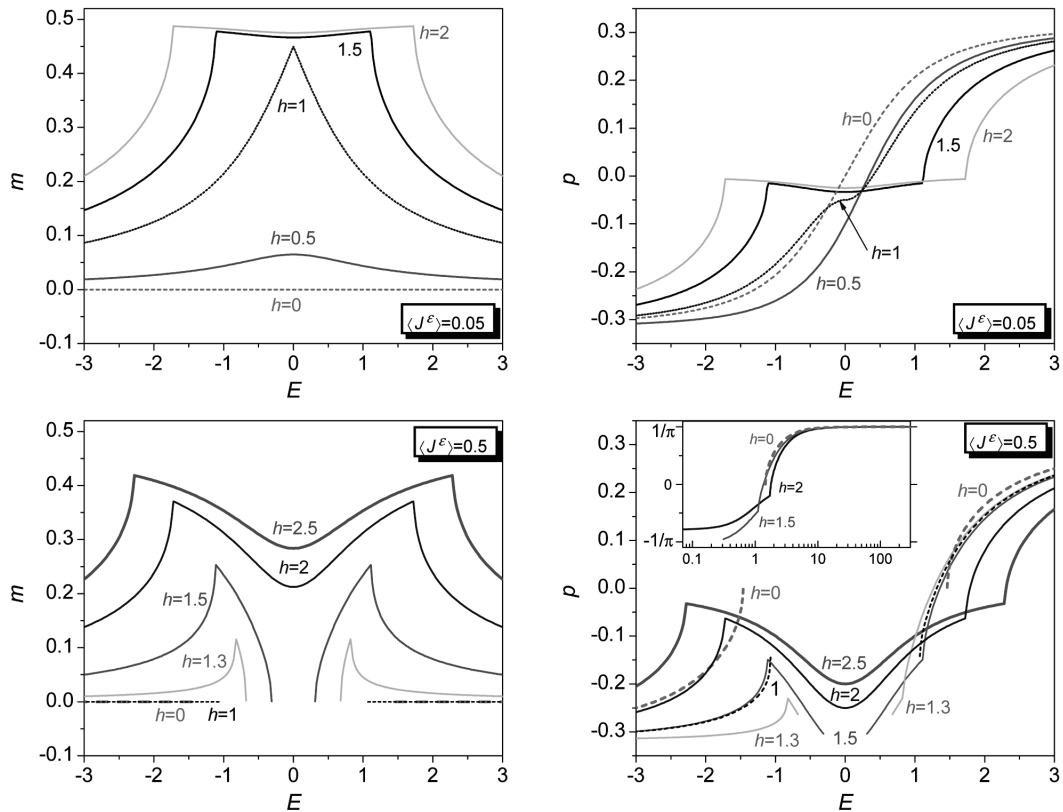 0.5
0.4
0.3
0.2
0.1
0.0
-0.1
m
h=2
1.5
h=1
h=0.5
h=0
⟨J^ε⟩=0.05
-3 -2 -1 0 1 2 3
E
0.3
0.2
0.1
0.0
-0.1
-0.2
-0.3
p
h=0
1.5
h=2
h=1
h=0.5
⟨J^ε⟩=0.05
-3 -2 -1 0 1 2 3
E
0.5
0.4
0.3
0.2
0.1
0.0
-0.1
m
⟨J^ε⟩=0.5
h=2.5
h=2
h=1.5
h=1.3
h=0
h=1
-3 -2 -1 0 1 2 3
E
0.3
0.2
0.1
0.0
-0.1
-0.2
-0.3
p
1/π
0
-1/π
h=0
h=2
h=1.5
0.1 1 10 100
⟨J^ε⟩=0.5
h=0
h=0
h=2.5
h=2
1
h=1.3
1.5
h=1.3
-3 -2 -1 0 1 2 3
E